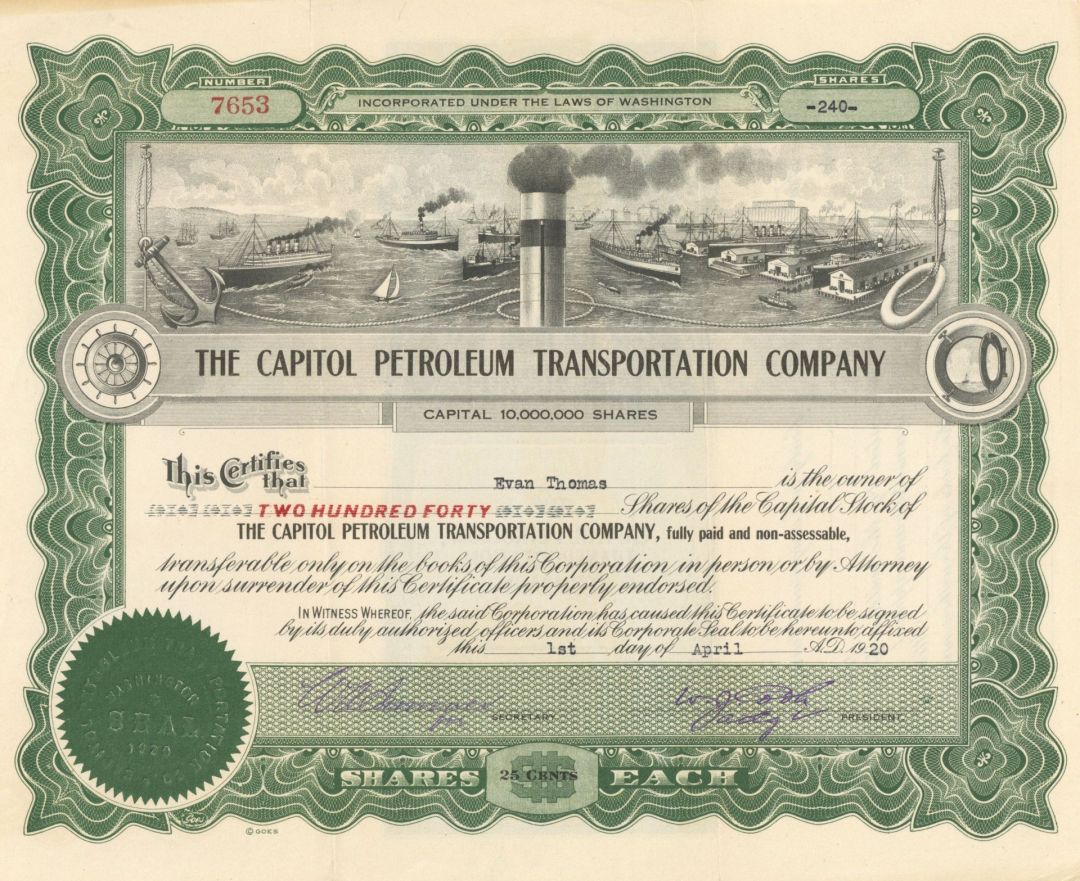 NUMBER
7653
INCORPORATED UNDER THE LAWS OF WASHINGTON
SHARES
-240-
THE CAPITOL PETROLEUM TRANSPORTATION COMPANY
CAPITAL 10,000,000 SHARES
This Certifies that Evan Thomas is the owner of
TWO HUNDRED FORTY Shares of the Capital Stock of
THE CAPITOL PETROLEUM TRANSPORTATION COMPANY, fully paid and non-assessable,
transferable only on the books of this Corporation in person or by Attorney
upon surrender of this Certificate properly endorsed.
IN WITNESS WHEREOF, the said Corporation has caused this Certificate to be signed
by its duly authorized officers and its Corporate Seal to be hereunto affixed
this 1st day of April A.D. 1920
WASHINGTON
SEAL
1920
SECRETARY
PRESIDENT
SHARES 25 CENTS EACH
GOES
© GOES